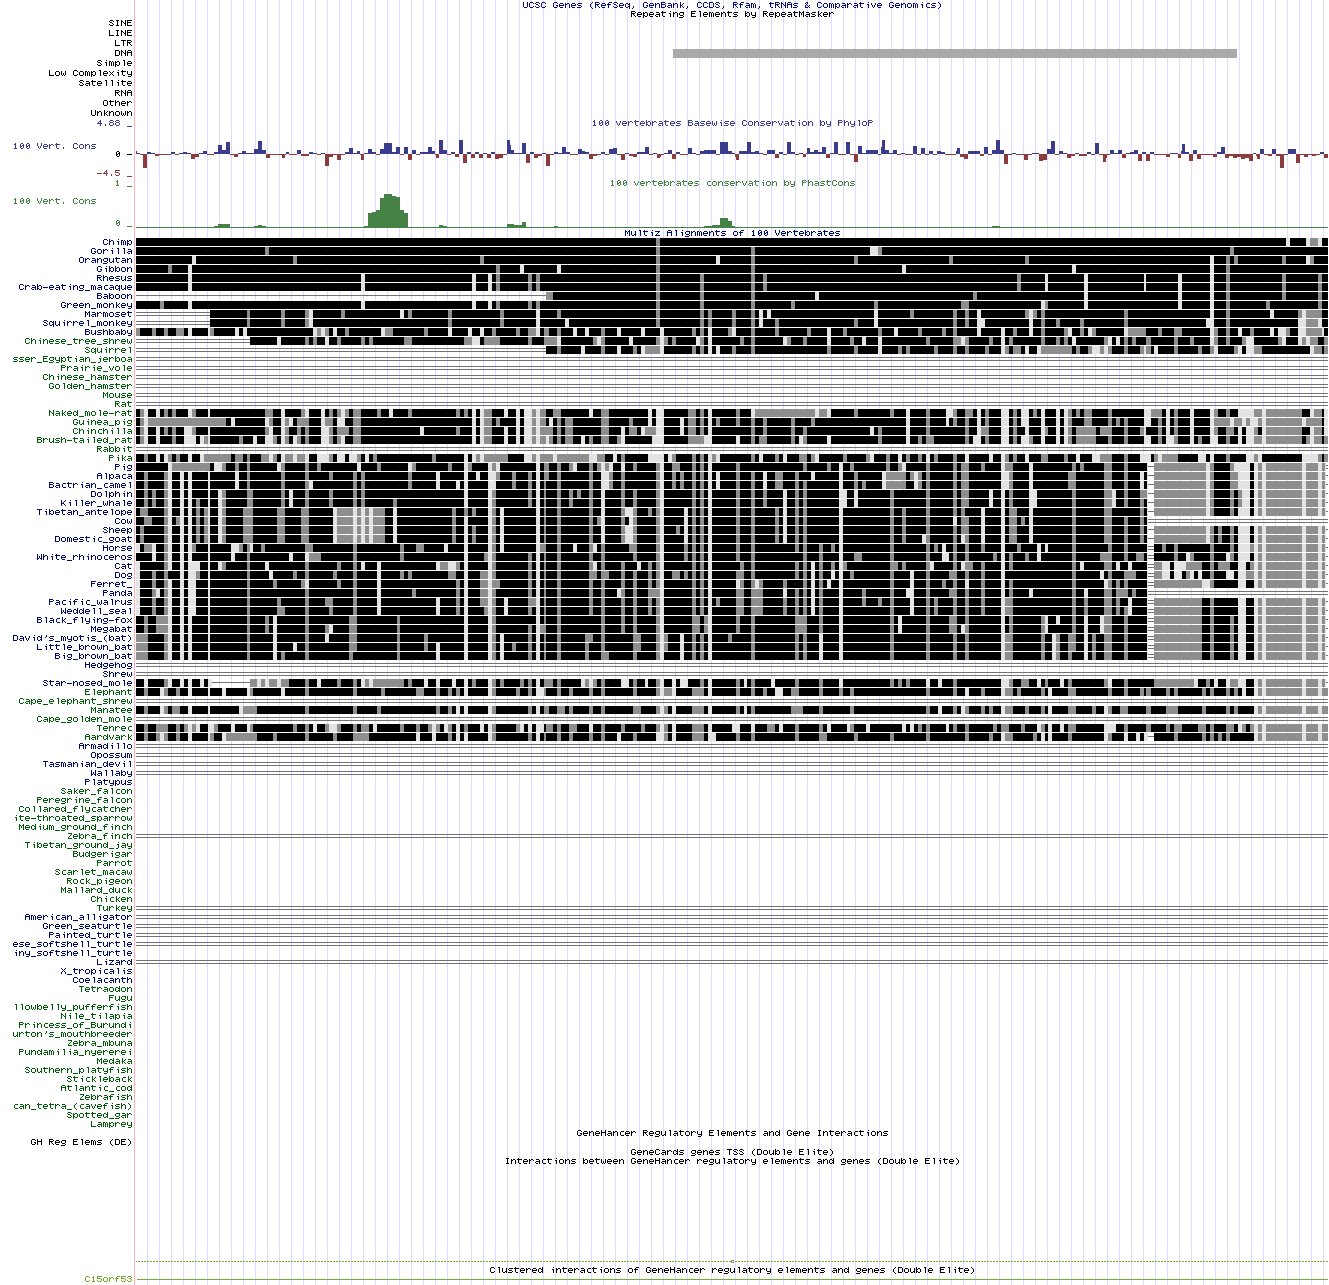 UCSC Genes (RefSeq, GenBank, CCDS, Rfam, tRNAs & Comparative Genomics)
Repeating Elements by RepeatMasker
SINE
LINE
LTR
DNA
Simple
Low Complexity
Satellite
RNA
Other
Unknown
100 vertebrates Basewise Conservation by PhyloP
4.88 _
100 Vert. Cons
0 _
-4.5 _
100 vertebrates conservation by PhastCons
1 _
100 Vert. Cons
0 _
Multiz Alignments of 100 Vertebrates
Chimp
Gorilla
Orangutan
Gibbon
Rhesus
Crab-eating_macaque
Baboon
Green_monkey
Marmoset
Squirrel_monkey
Bushbaby
Chinese_tree_shrew
Squirrel
sser_Egyptian_jerboa
Prairie_vole
Chinese_hamster
Golden_hamster
Mouse
Rat
Naked_mole-rat
Guinea_pig
Chinchilla
Brush-tailed_rat
Rabbit
Pika
Pig
Alpaca
Bactrian_camel
Dolphin
Killer_whale
Tibetan_antelope
Cow
Sheep
Domestic_goat
Horse
White_rhinoceros
Cat
Dog
Ferret_
Panda
Pacific_walrus
Weddell_seal
Black_flying-fox
Megabat
David's_myotis_(bat)
Little_brown_bat
Big_brown_bat
Hedgehog
Shrew
Star-nosed_mole
Elephant
Cape_elephant_shrew
Manatee
Cape_golden_mole
Tenrec
Aardvark
Armadillo
Opossum
Tasmanian_devil
Wallaby
Platypus
Saker_falcon
Peregrine_falcon
Collared_flycatcher
ite-throated_sparrow
Medium_ground_finch
Zebra_finch
Tibetan_ground_jay
Budgerigar
Parrot
Scarlet_macaw
Rock_pigeon
Mallard_duck
Chicken
Turkey
American_alligator
Green_seaturtle
Painted_turtle
ese_softshell_turtle
iny_softshell_turtle
Lizard
X_tropicalis
Coelacanth
Tetraodon
Fugu
llowbelly_pufferfish
Nile_tilapia
Princess_of_Burundi
urton's_mouthbreeder
Zebra_mbuna
Pundamilia_nyererei
Medaka
Southern_platyfish
Stickleback
Atlantic_cod
Zebrafish
can_tetra_(cavefish)
Spotted_gar
Lamprey
GeneHancer Regulatory Elements and Gene Interactions
GH Reg Elems (DE)
GeneCards genes TSS (Double Elite)
Interactions between GeneHancer regulatory elements and genes (Double Elite)
Clustered interactions of GeneHancer regulatory elements and genes (Double Elite)
C15orf53